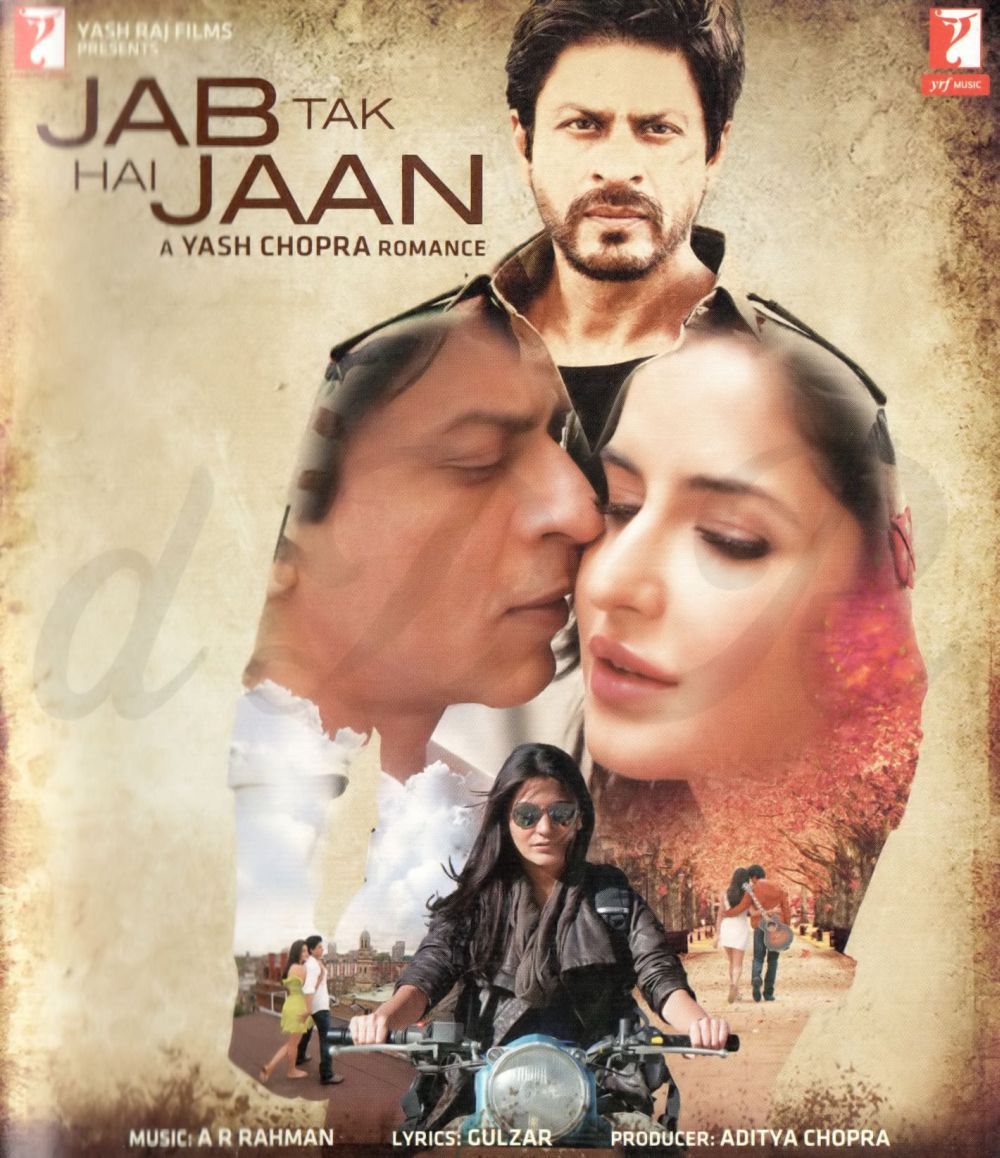 YASH RAJ FILMS
PRESENTS
JAB TAK
HAI JAAN
A YASH CHOPRA ROMANCE
yrf MUSIC
MUSIC: A R RAHMAN LYRICS: GULZAR PRODUCER: ADITYA CHOPRA